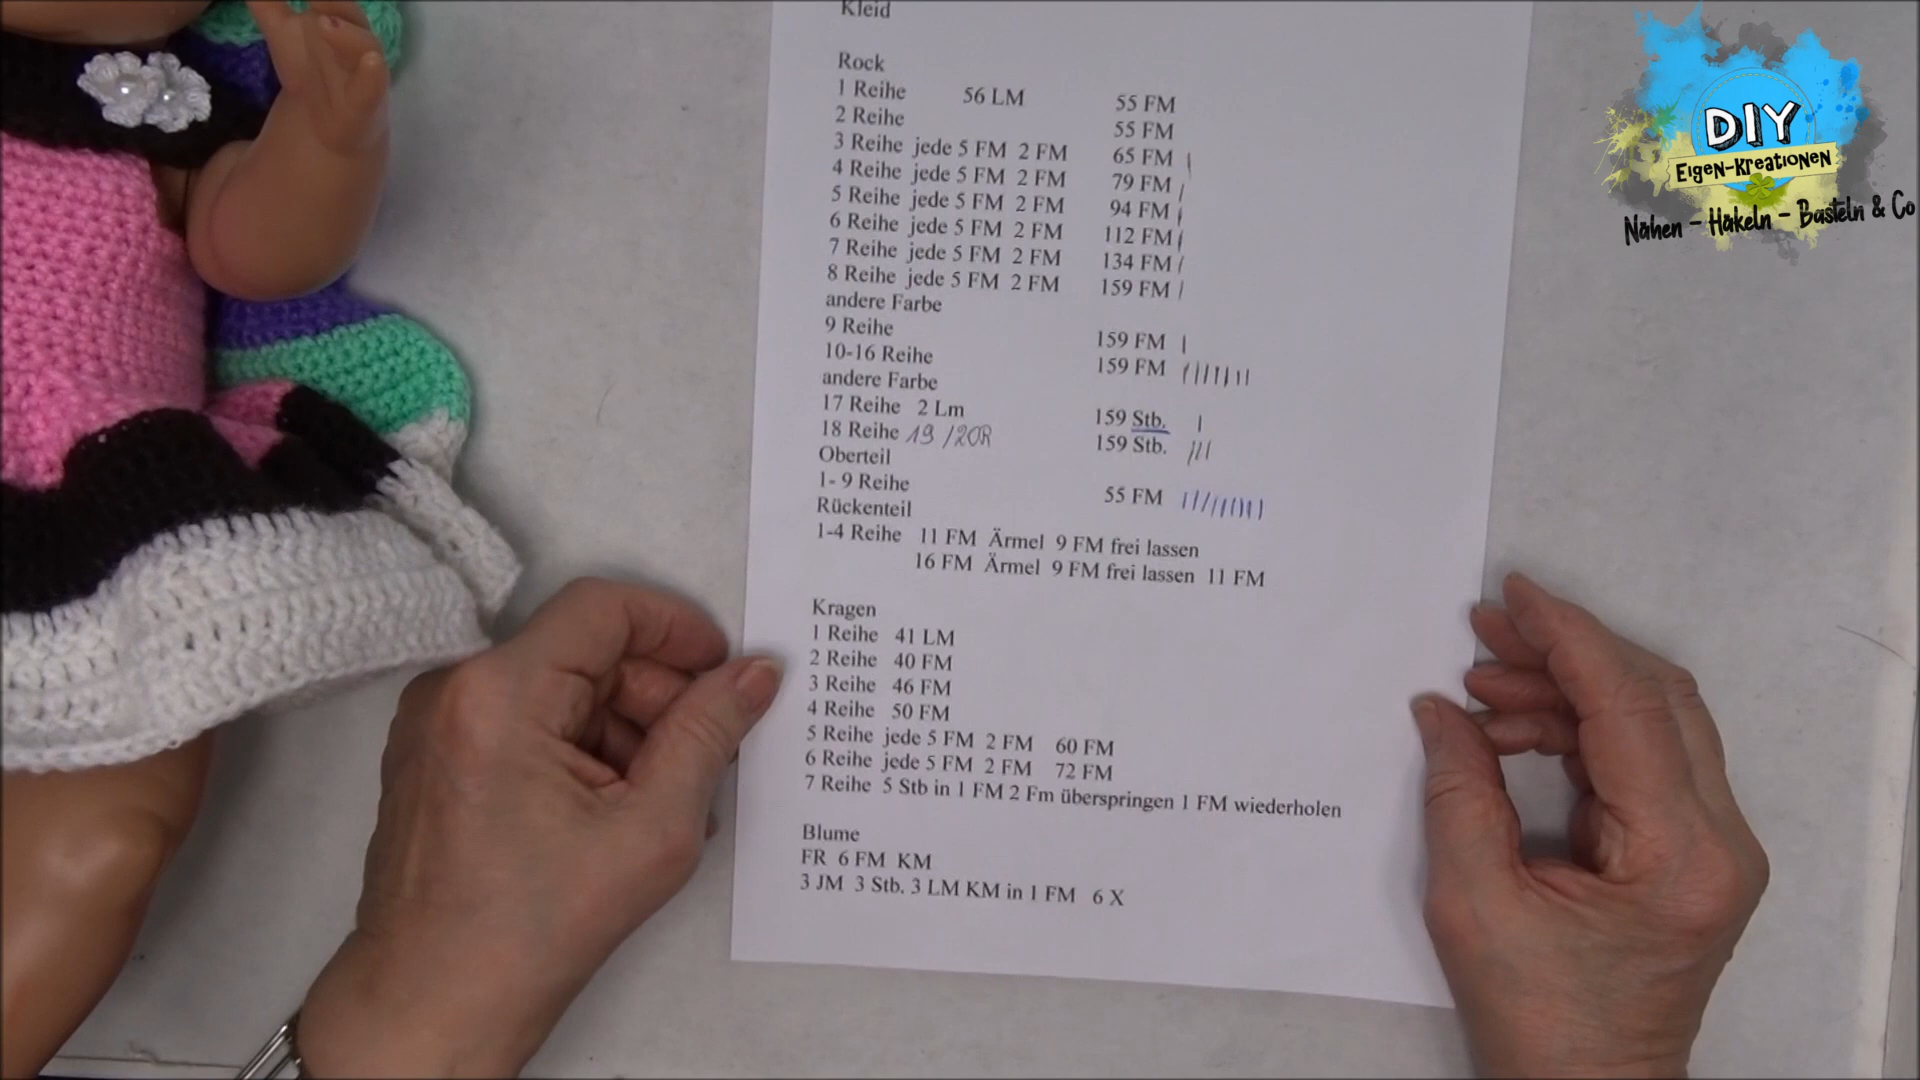 Kleid
Rock
1 Reihe 56 LM 55 FM
2 Reihe 55 FM
3 Reihe jede 5 FM 2 FM 65 FM
4 Reihe jede 5 FM 2 FM 79 FM
5 Reihe jede 5 FM 2 FM 94 FM
6 Reihe jede 5 FM 2 FM 112 FM
7 Reihe jede 5 FM 2 FM 134 FM
8 Reihe jede 5 FM 2 FM 159 FM
andere Farbe
9 Reihe 159 FM
10-16 Reihe 159 FM
andere Farbe
17 Reihe 2 Lm 159 Stb.
18 Reihe 19 /20R 159 Stb.
Oberteil
1- 9 Reihe 55 FM
Rückenteil
1-4 Reihe 11 FM Ärmel 9 FM frei lassen
16 FM Ärmel 9 FM frei lassen 11 FM
Kragen
1 Reihe 41 LM
2 Reihe 40 FM
3 Reihe 46 FM
4 Reihe 50 FM
5 Reihe jede 5 FM 2 FM 60 FM
6 Reihe jede 5 FM 2 FM 72 FM
7 Reihe 5 Stb in 1 FM 2 Fm überspringen 1 FM wiederholen
Blume
FR 6 FM KM
3 JM 3 Stb. 3 LM KM in 1 FM 6 X
DIY
Eigen-Kreationen
Nähen - Häkeln - Basteln & Co